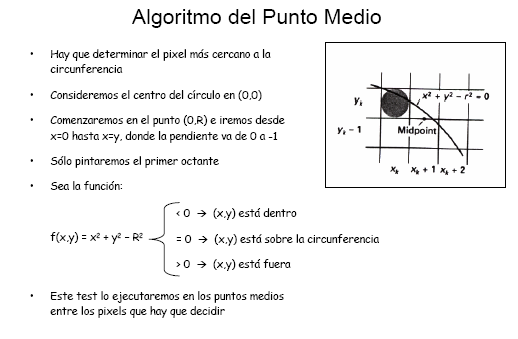 Algoritmo del Punto Medio
• Hay que determinar el pixel más cercano a la
circunferencia
• Consideremos el centro del círculo en (0,0)
• Comenzaremos en el punto (0,R) e iremos desde
x=0 hasta x=y, donde la pendiente va de 0 a -1
• Sólo pintaremos el primer octante
• Sea la función:
f(x,y) = x² + y² – R²
< 0 → (x,y) está dentro
= 0 → (x,y) está sobre la circunferencia
> 0 → (x,y) está fuera
• Este test lo ejecutaremos en los puntos medios
entre los pixels que hay que decidir
x² + y² – r² = 0
yₖ
yₖ – 1
Midpoint
xₖ xₖ + 1 xₖ + 2